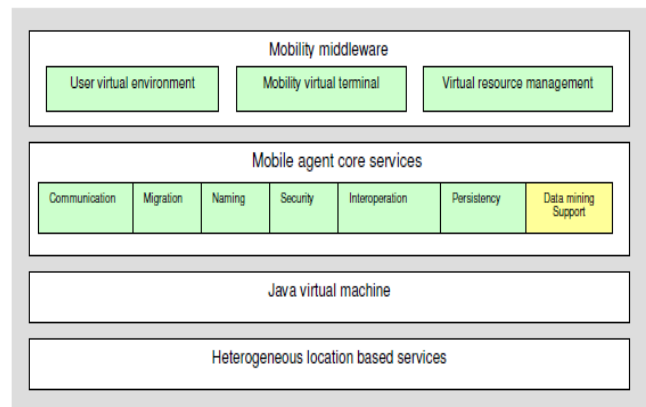 Mobility middleware
User virtual environment
Mobility virtual terminal
Virtual resource management
Mobile agent core services
Communication
Migration
Naming
Security
Interoperation
Persistency
Data mining
Support
Java virtual machine
Heterogeneous location based services